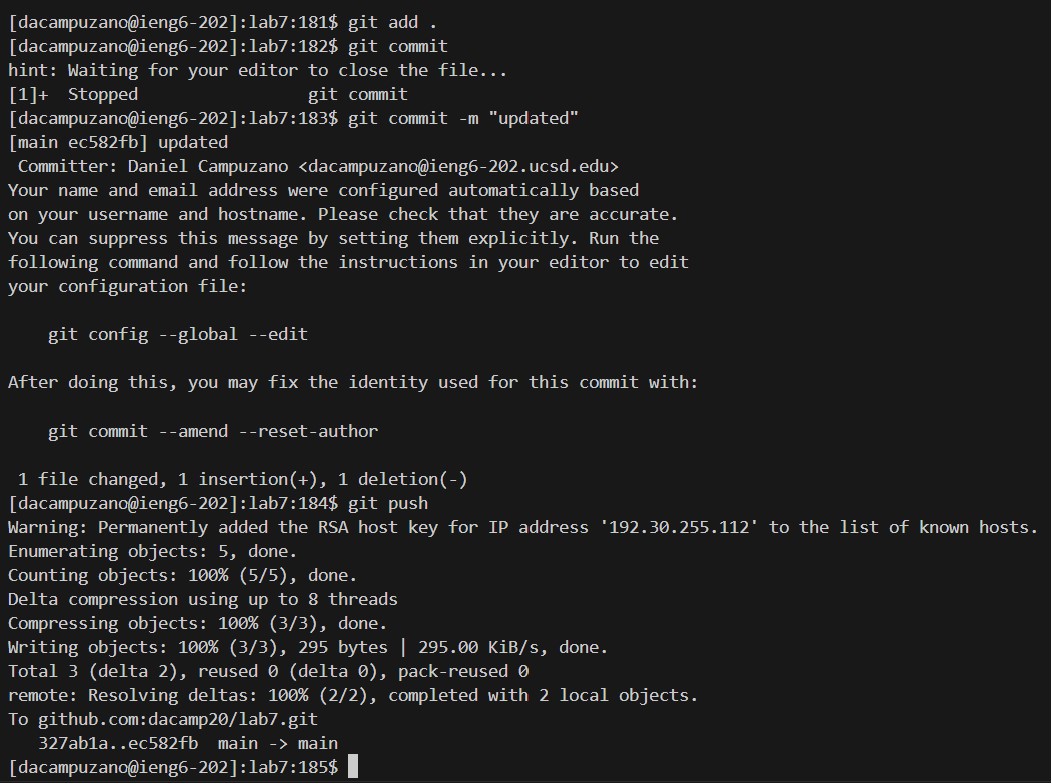 [dacampuzano@ieng6-202]:lab7:181$ git add .
[dacampuzano@ieng6-202]:lab7:182$ git commit
hint: Waiting for your editor to close the file...
[1]+  Stopped                 git commit
[dacampuzano@ieng6-202]:lab7:183$ git commit -m "updated"
[main ec582fb] updated
 Committer: Daniel Campuzano <dacampuzano@ieng6-202.ucsd.edu>
Your name and email address were configured automatically based
on your username and hostname. Please check that they are accurate.
You can suppress this message by setting them explicitly. Run the
following command and follow the instructions in your editor to edit
your configuration file:

    git config --global --edit

After doing this, you may fix the identity used for this commit with:

    git commit --amend --reset-author

 1 file changed, 1 insertion(+), 1 deletion(-)
[dacampuzano@ieng6-202]:lab7:184$ git push
Warning: Permanently added the RSA host key for IP address '192.30.255.112' to the list of known hosts.
Enumerating objects: 5, done.
Counting objects: 100% (5/5), done.
Delta compression using up to 8 threads
Compressing objects: 100% (3/3), done.
Writing objects: 100% (3/3), 295 bytes | 295.00 KiB/s, done.
Total 3 (delta 2), reused 0 (delta 0), pack-reused 0
remote: Resolving deltas: 100% (2/2), completed with 2 local objects.
To github.com:dacamp20/lab7.git
   327ab1a..ec582fb  main -> main
[dacampuzano@ieng6-202]:lab7:185$